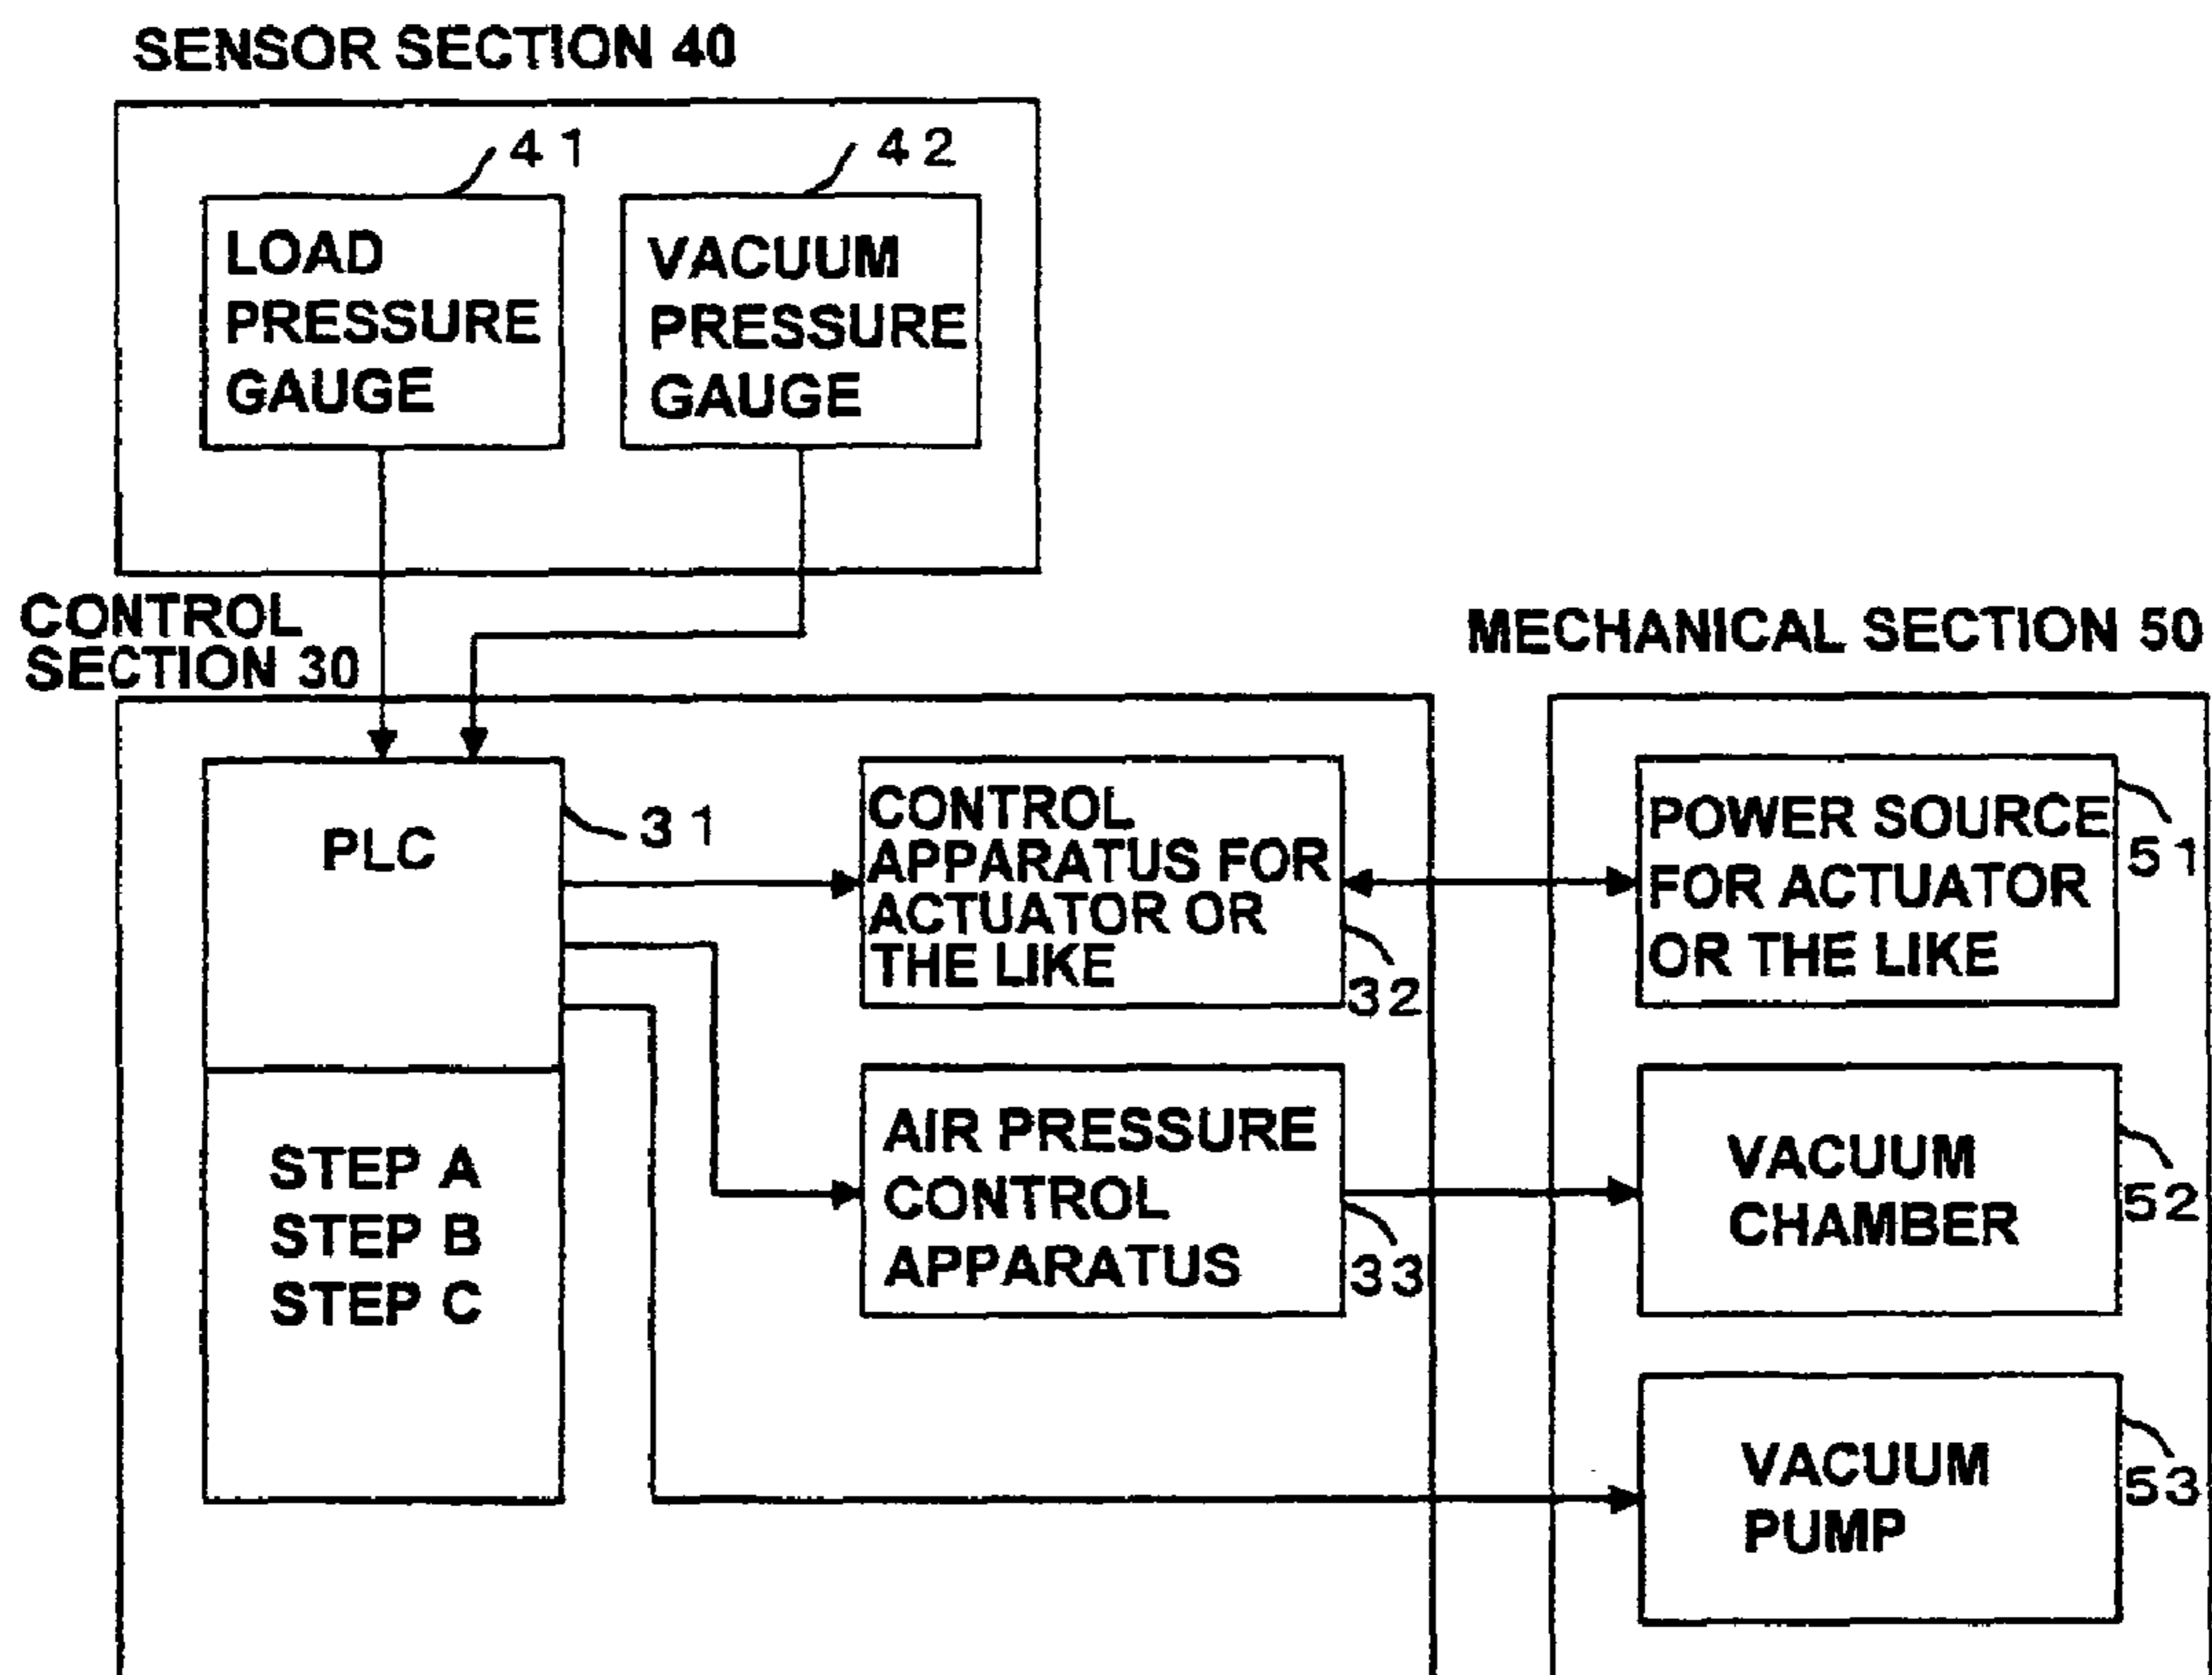 SENSOR SECTION 40
41
42
LOAD
PRESSURE
GAUGE
VACUUM
PRESSURE
GAUGE
CONTROL
SECTION 30
MECHANICAL SECTION 50
PLC
31
CONTROL
APPARATUS FOR
ACTUATOR OR
THE LIKE
32
POWER SOURCE
FOR ACTUATOR
OR THE LIKE
51
STEP A
STEP B
STEP C
AIR PRESSURE
CONTROL
APPARATUS
33
VACUUM
CHAMBER
52
VACUUM
PUMP
53